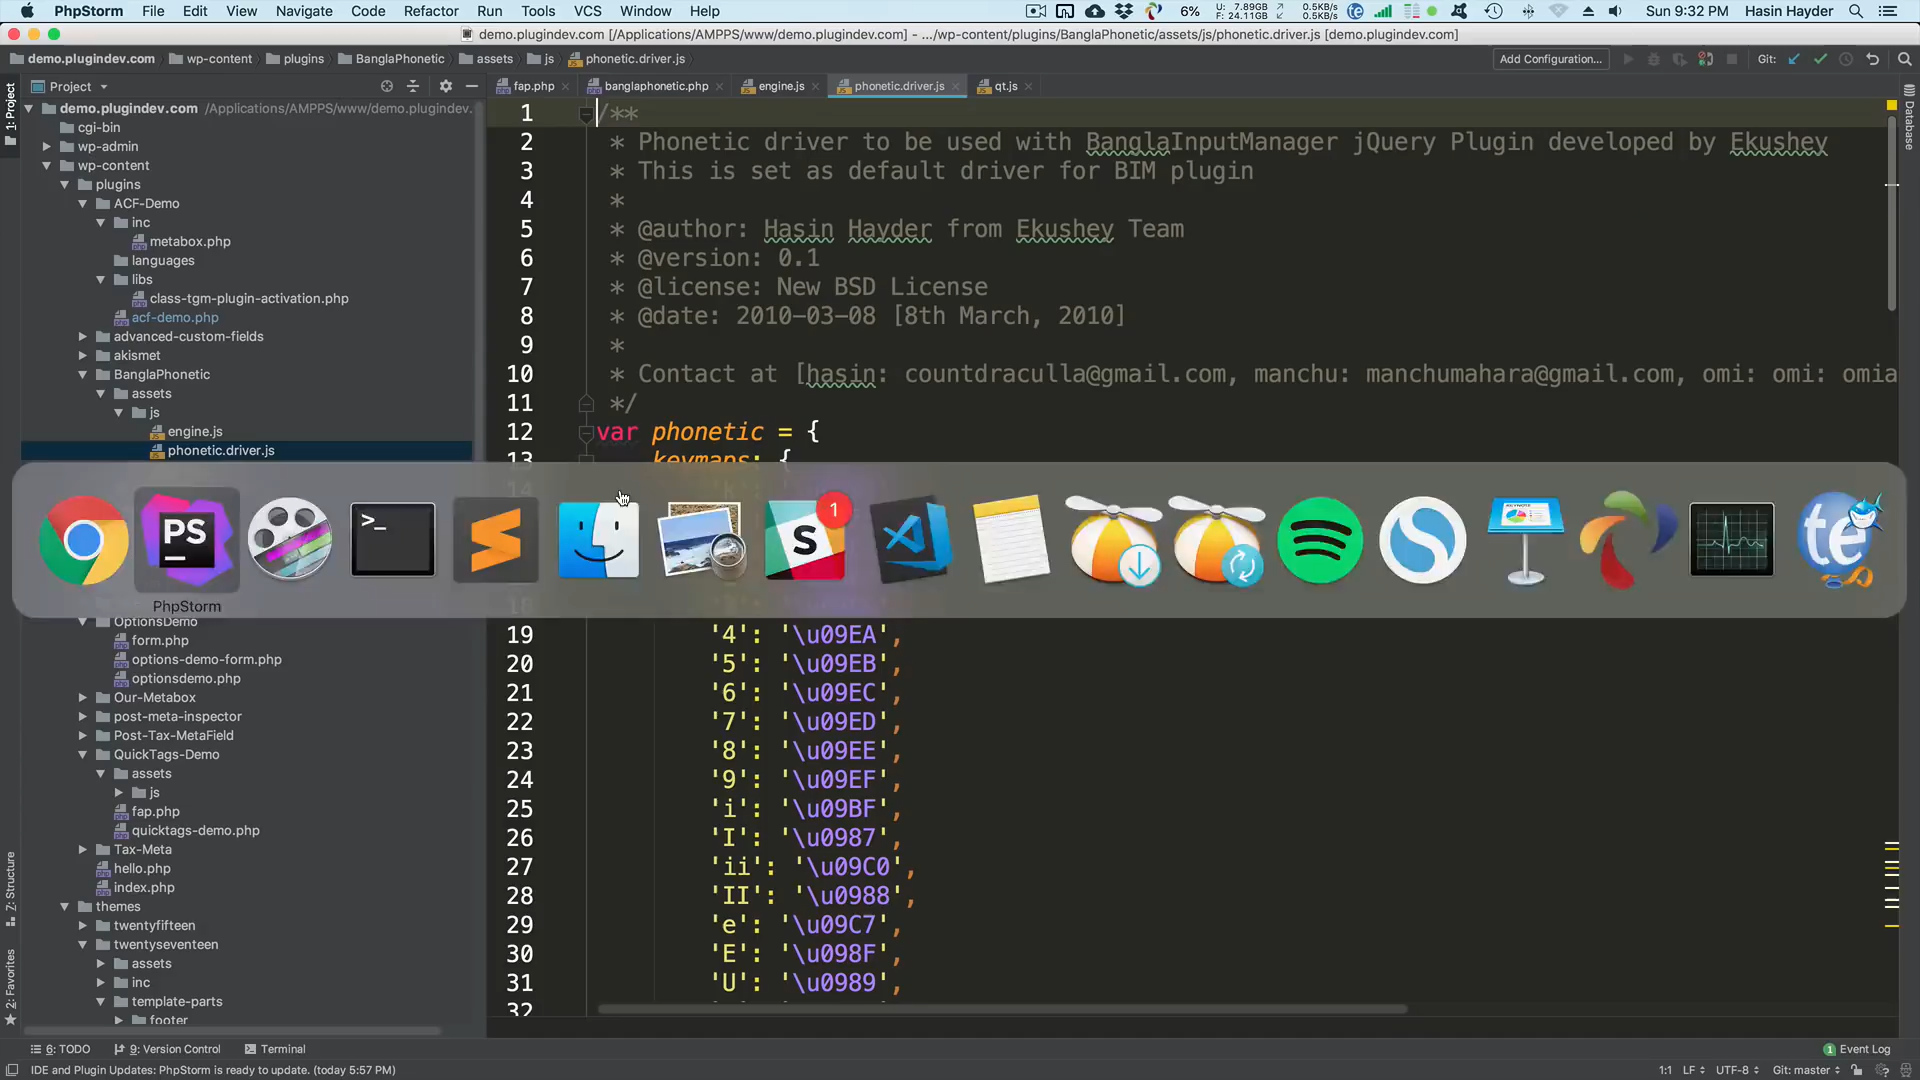 PhpStorm File Edit View Navigate Code Refactor Run Tools VCS Window Help
6% U: 7.89GB F: 24.11GB 0.5KB/s 0.5KB/s Sun 9:32 PM Hasin Hayder
demo.plugindev.com [/Applications/AMPPS/www/demo.plugindev.com] - .../wp-content/plugins/BanglaPhonetic/assets/js/phonetic.driver.js [demo.plugindev.com]
demo.plugindev.com wp-content plugins BanglaPhonetic assets js phonetic.driver.js Add Configuration... Git:
Project
fap.php banglaphonetic.php engine.js phonetic.driver.js qt.js
1: Project
Database
demo.plugindev.com /Applications/AMPPS/www/demo.plugindev.
cgi-bin
wp-admin
wp-content
plugins
ACF-Demo
inc
metabox.php
languages
libs
class-tgm-plugin-activation.php
acf-demo.php
advanced-custom-fields
akismet
BanglaPhonetic
assets
js
engine.js
phonetic.driver.js
OptionsDemo
form.php
options-demo-form.php
optionsdemo.php
Our-Metabox
post-meta-inspector
Post-Tax-MetaField
QuickTags-Demo
assets
js
fap.php
quicktags-demo.php
Tax-Meta
hello.php
index.php
themes
twentyfifteen
twentyseventeen
assets
inc
template-parts
footer
Z: Structure
2: Favorites
1 /**
2 * Phonetic driver to be used with BanglaInputManager jQuery Plugin developed by Ekushey
3 * This is set as default driver for BIM plugin
4 *
5 * @author: Hasin Hayder from Ekushey Team
6 * @version: 0.1
7 * @license: New BSD License
8 * @date: 2010-03-08 [8th March, 2010]
9 *
10 * Contact at [hasin: countdraculla@gmail.com, manchu: manchumahara@gmail.com, omi: omi: omia
11 */
12 var phonetic = {
13 keymaps: {
PS
S
1
te
PhpStorm
19 '4': '\u09EA',
20 '5': '\u09EB',
21 '6': '\u09EC',
22 '7': '\u09ED',
23 '8': '\u09EE',
24 '9': '\u09EF',
25 'i': '\u09BF',
26 'I': '\u0987',
27 'ii': '\u09C0',
28 'II': '\u0988',
29 'e': '\u09C7',
30 'E': '\u098F',
31 'U': '\u0989',
32
6: TODO 9: Version Control Terminal 1 Event Log
IDE and Plugin Updates: PhpStorm is ready to update. (today 5:57 PM) 1:1 LF UTF-8 Git: master